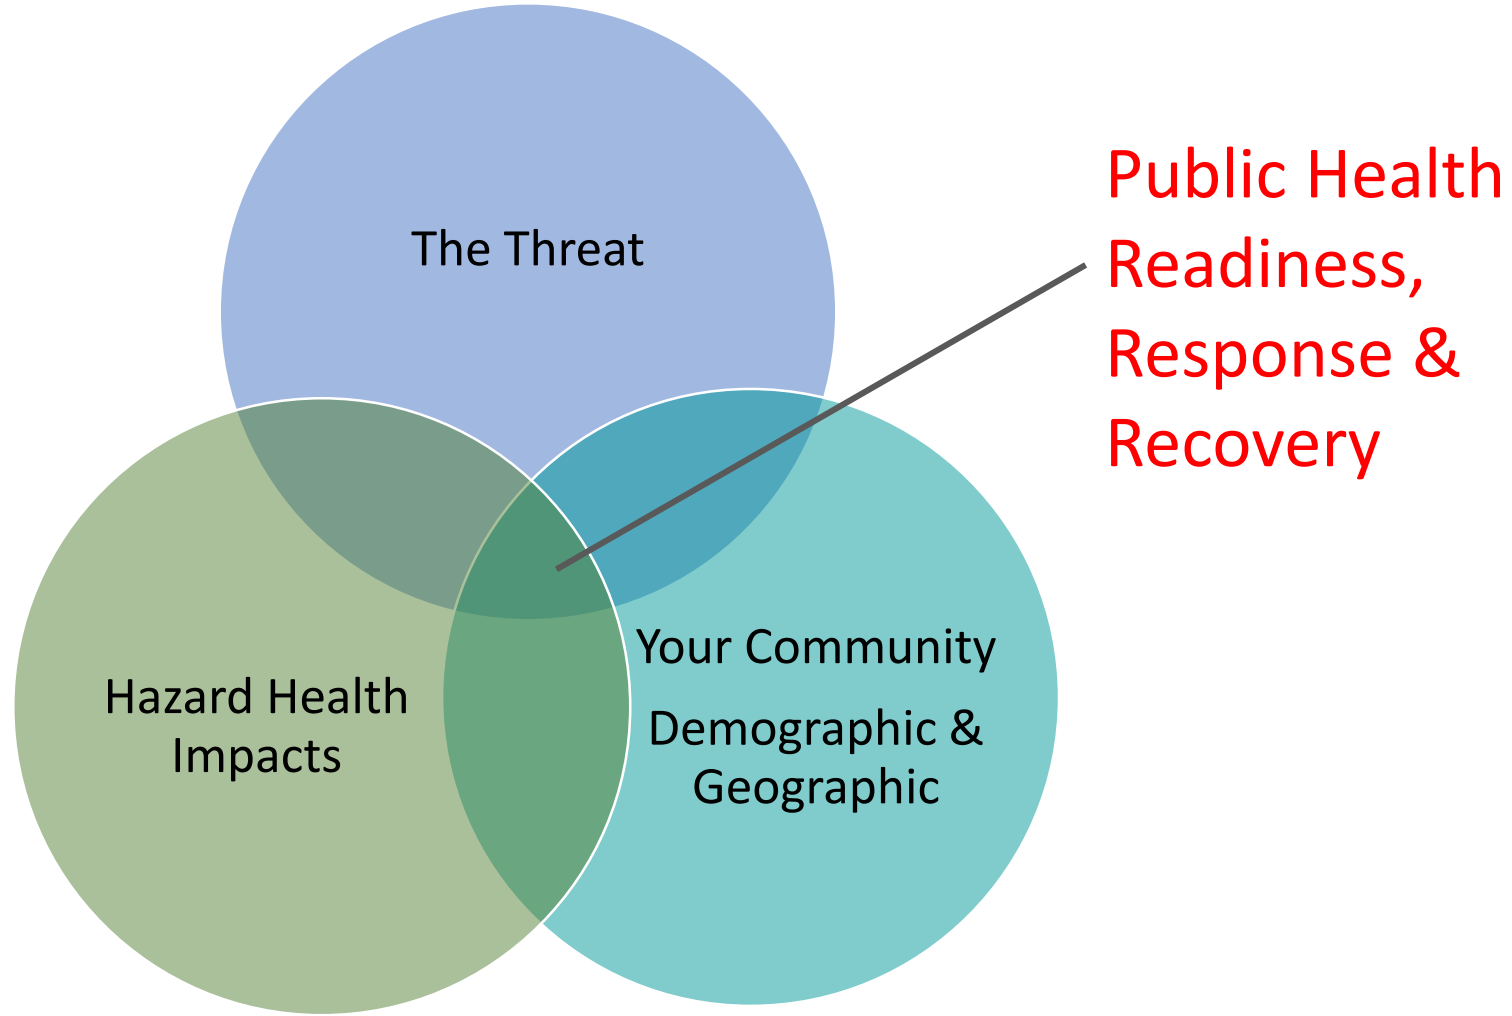 The Threat
Public Health
Readiness,
Response &
Recovery
Hazard Health
Impacts
Your Community
Demographic &
Geographic